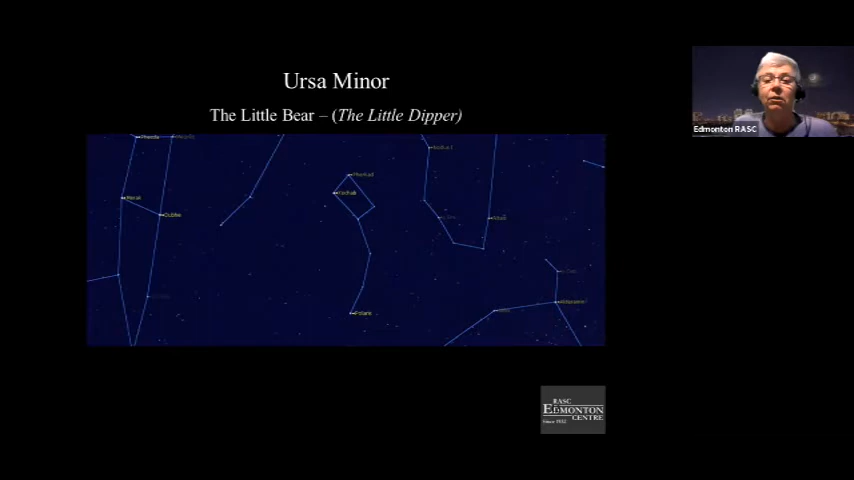 Ursa Minor
The Little Bear – (The Little Dipper)
Edmonton RASC
Pherkad
Kochab
Merak
Dubhe
Polaris
RASC
EDMONTON
CENTRE
Since 1932